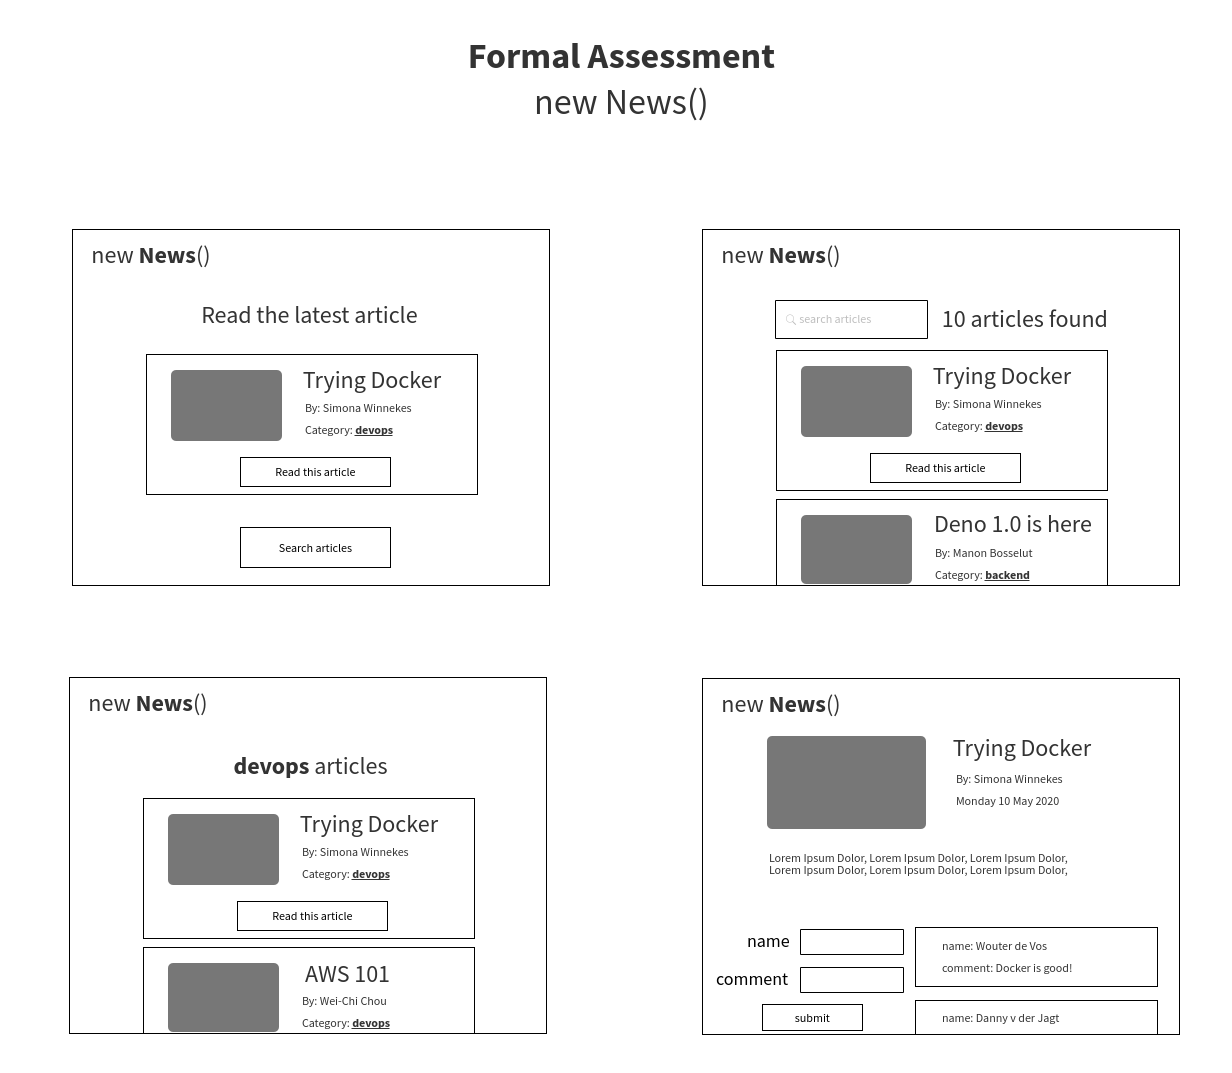 Formal Assessment
new News()
new News()
Read the latest article
Trying Docker
By: Simona Winnekes
Category: devops
Read this article
Search articles
new News()
search articles
10 articles found
Trying Docker
By: Simona Winnekes
Category: devops
Read this article
Deno 1.0 is here
By: Manon Bosselut
Category: backend
new News()
devops articles
Trying Docker
By: Simona Winnekes
Category: devops
Read this article
AWS 101
By: Wei-Chi Chou
Category: devops
new News()
Trying Docker
By: Simona Winnekes
Monday 10 May 2020
Lorem Ipsum Dolor, Lorem Ipsum Dolor, Lorem Ipsum Dolor,
Lorem Ipsum Dolor, Lorem Ipsum Dolor, Lorem Ipsum Dolor,
name
comment
submit
name: Wouter de Vos
comment: Docker is good!
name: Danny v der Jagt